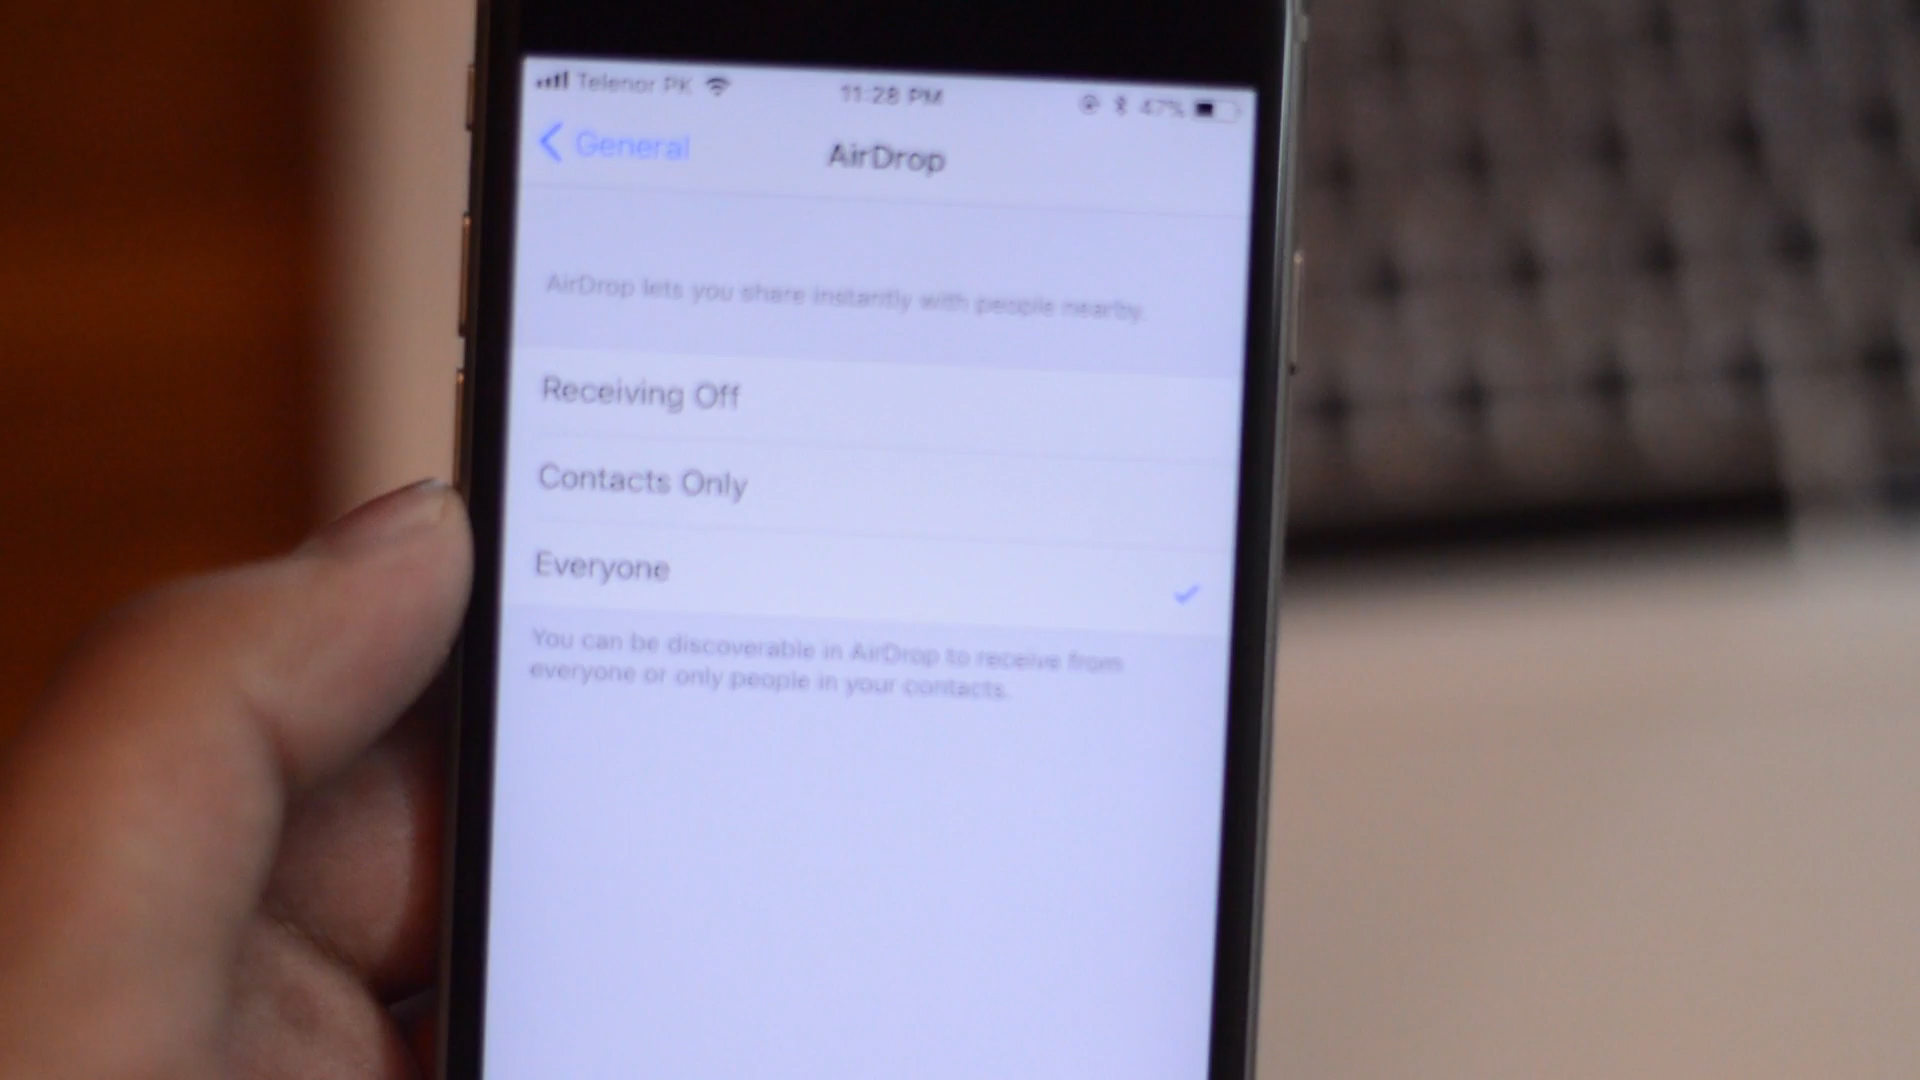 Telenor PK 11:28 PM 47%
General AirDrop
AirDrop lets you share instantly with people nearby.
Receiving Off
Contacts Only
Everyone
You can be discoverable in AirDrop to receive from
everyone or only people in your contacts.